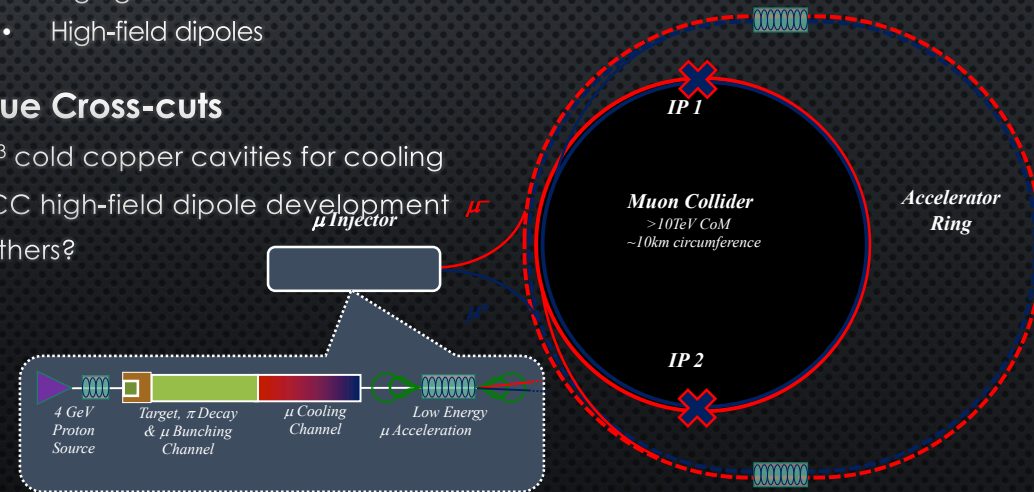 • High-field dipoles
ue Cross-cuts
³ cold copper cavities for cooling
CC high-field dipole development
thers?
μ Injector
μ⁻
μ⁺
IP 1
Muon Collider
>10TeV CoM
~10km circumference
Accelerator
Ring
IP 2
4 GeV
Proton
Source
Target, π Decay
& μ Bunching
Channel
μ Cooling
Channel
Low Energy
μ Acceleration